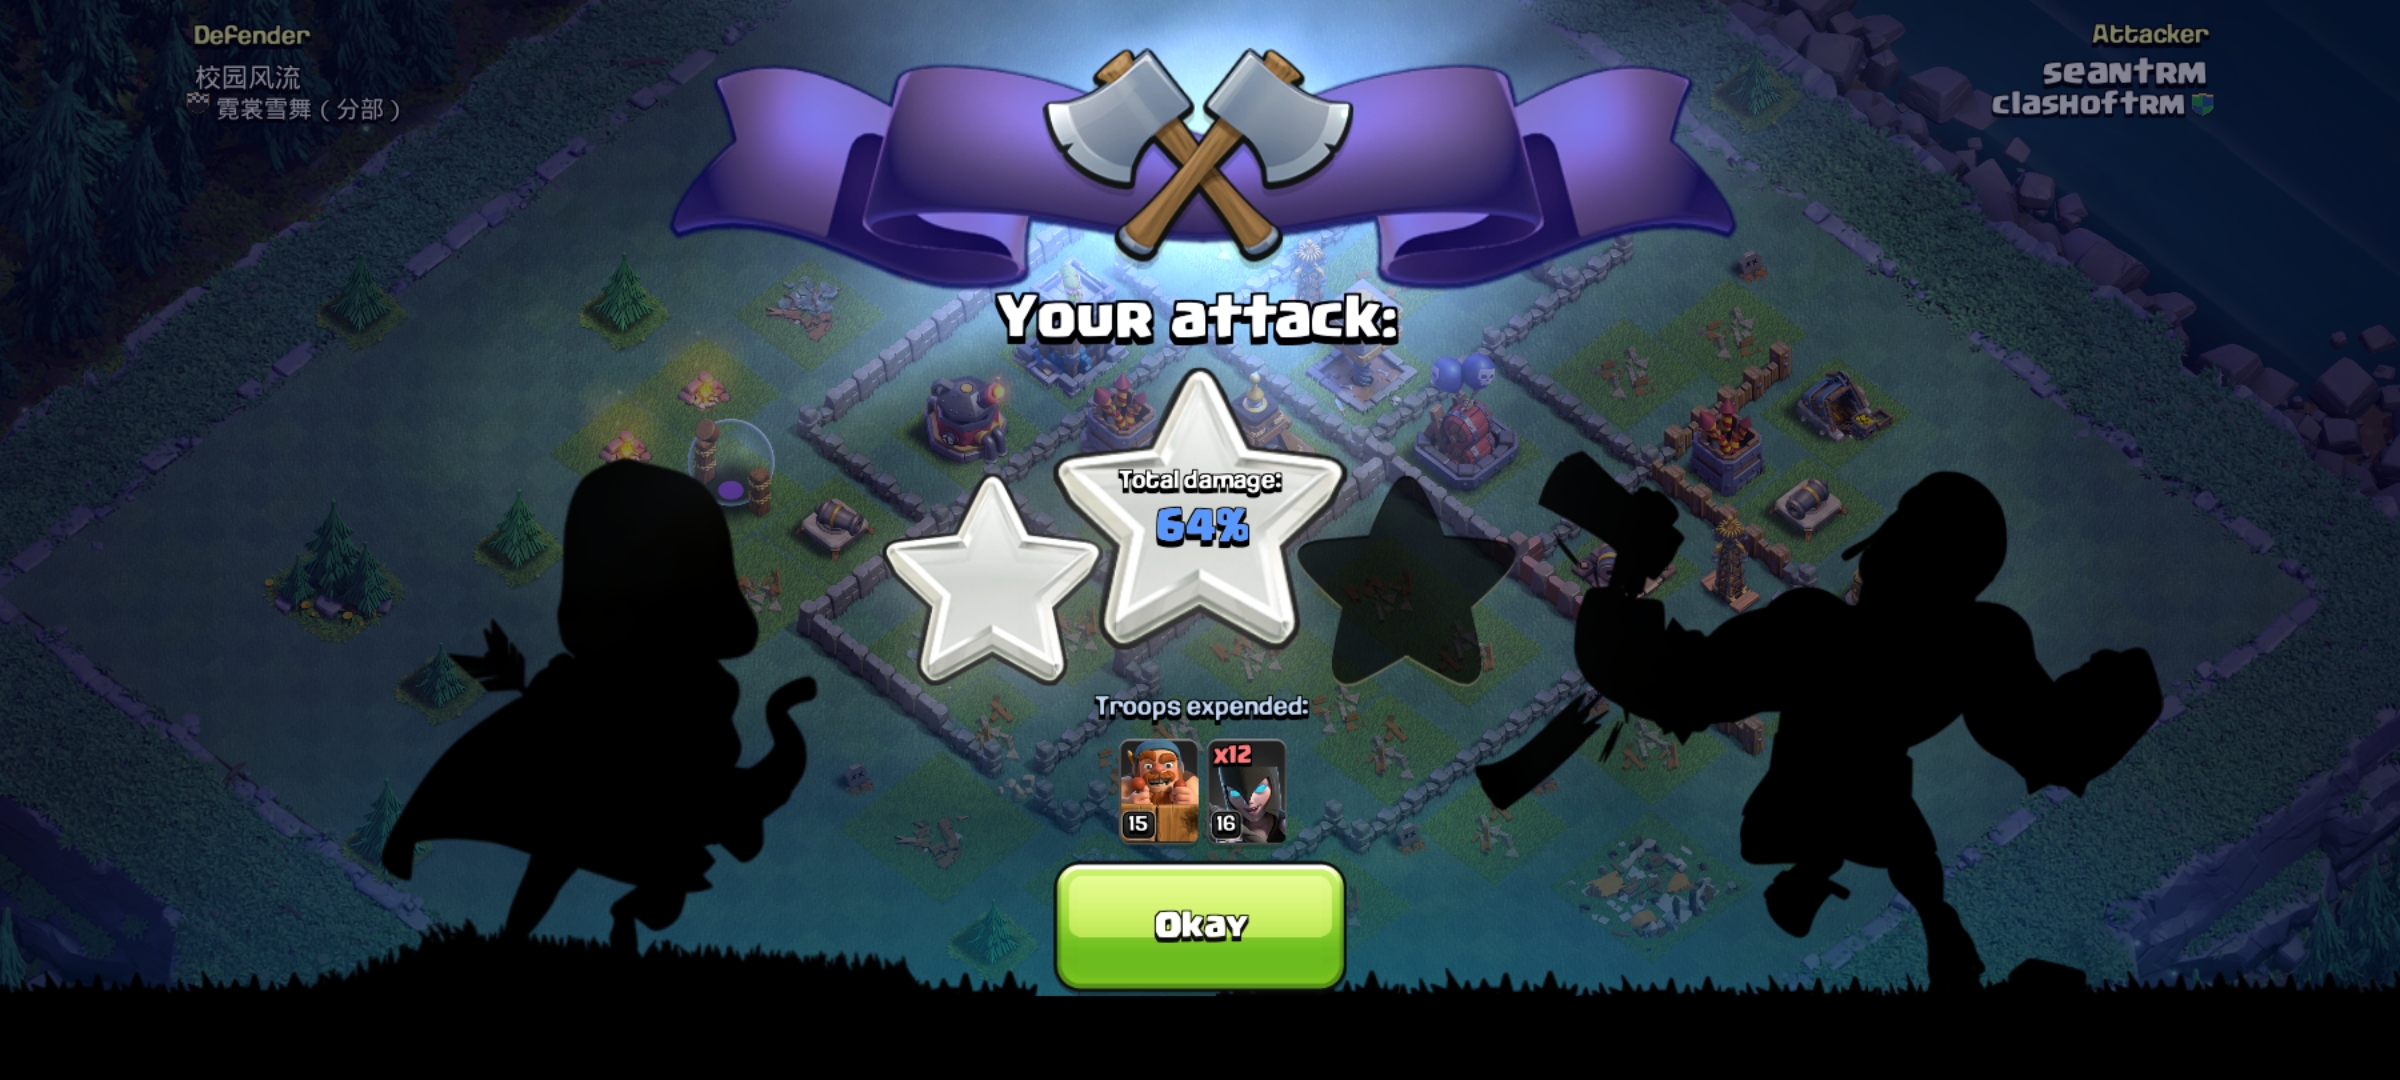 Defender
校园风流
霓裳雪舞（分部）
Attacker
seantRM
clashoftRM
Your attack:
Total damage:
64%
Troops expended:
x12
15
16
Okay